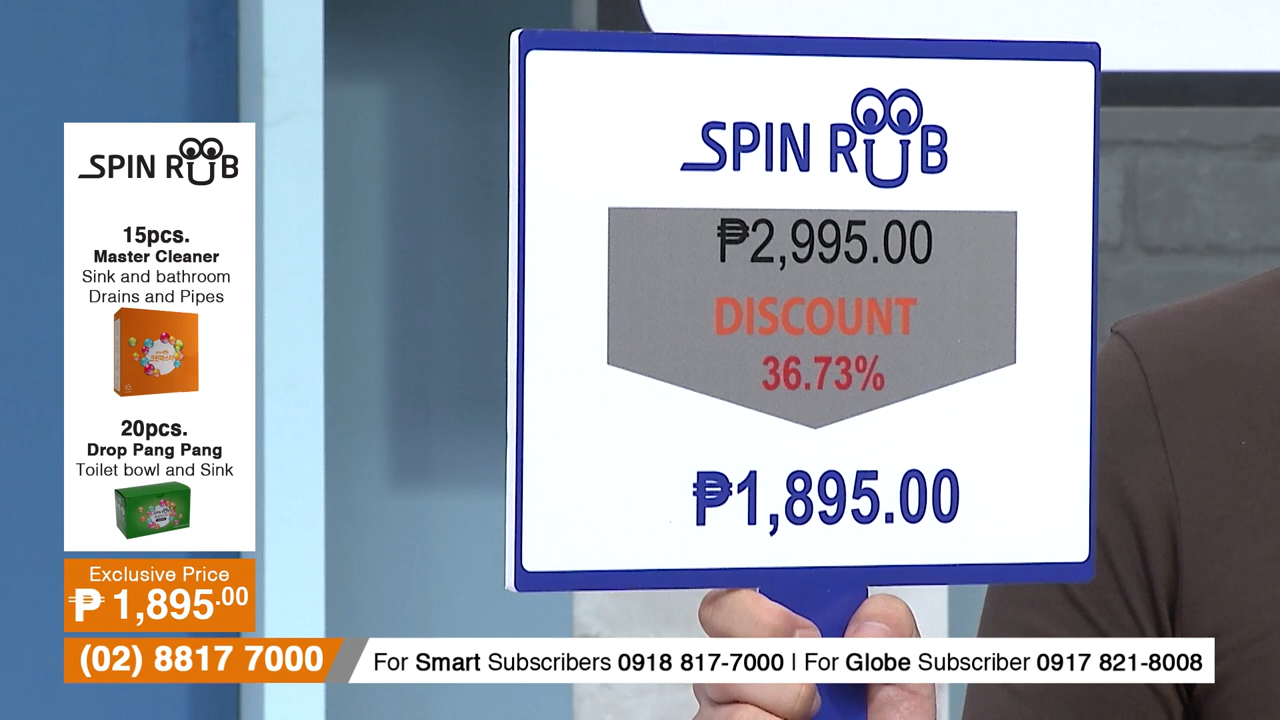 SPIN RUB
15pcs.
Master Cleaner
Sink and bathroom
Drains and Pipes
20pcs.
Drop Pang Pang
Toilet bowl and Sink
Exclusive Price
₱ 1,895.00
SPIN RUB
₱2,995.00
DISCOUNT
36.73%
₱1,895.00
(02) 8817 7000
For Smart Subscribers 0918 817-7000 | For Globe Subscriber 0917 821-8008